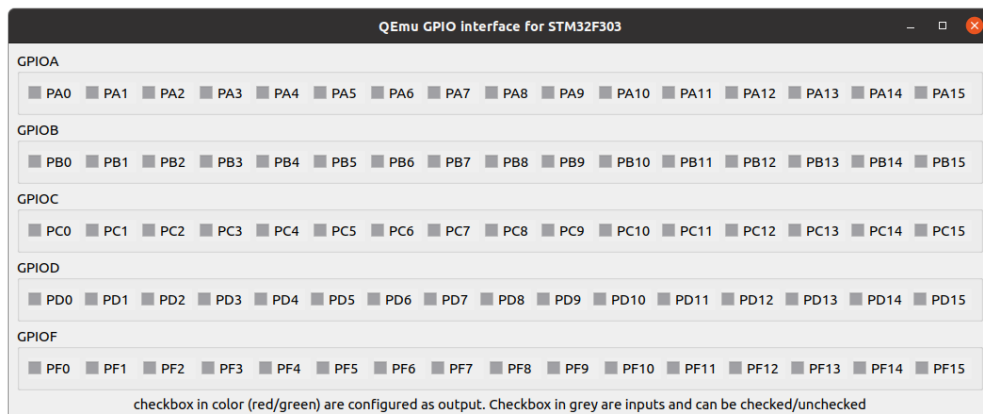 QEmu GPIO interface for STM32F303
GPIOA
PA0 PA1 PA2 PA3 PA4 PA5 PA6 PA7 PA8 PA9 PA10 PA11 PA12 PA13 PA14 PA15
GPIOB
PB0 PB1 PB2 PB3 PB4 PB5 PB6 PB7 PB8 PB9 PB10 PB11 PB12 PB13 PB14 PB15
GPIOC
PC0 PC1 PC2 PC3 PC4 PC5 PC6 PC7 PC8 PC9 PC10 PC11 PC12 PC13 PC14 PC15
GPIOD
PD0 PD1 PD2 PD3 PD4 PD5 PD6 PD7 PD8 PD9 PD10 PD11 PD12 PD13 PD14 PD15
GPIOF
PF0 PF1 PF2 PF3 PF4 PF5 PF6 PF7 PF8 PF9 PF10 PF11 PF12 PF13 PF14 PF15
checkbox in color (red/green) are configured as output. Checkbox in grey are inputs and can be checked/unchecked